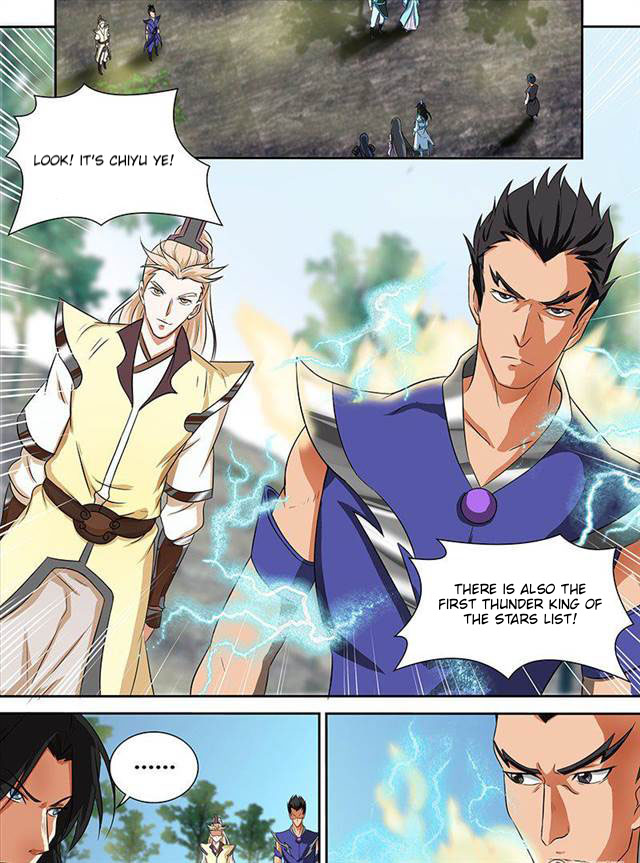 LOOK! IT'S CHIYU YE!
THERE IS ALSO THE
FIRST THUNDER KING OF
THE STARS LIST!
......